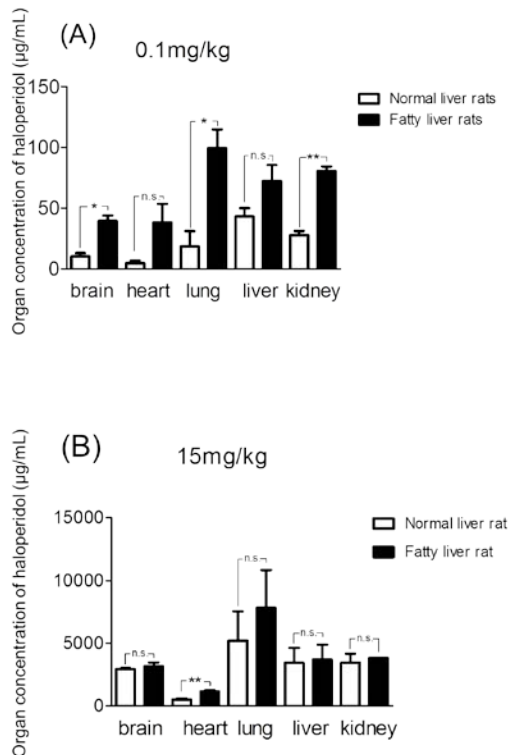 (A)
0.1mg/kg
Organ concentration of haloperidol (μg/mL)
150
100
50
0
Normal liver rats
Fatty liver rats
*
n.s.
*
n.s.
**
brain heart lung liver kidney
(B)
15mg/kg
Organ concentration of haloperidol (μg/mL)
15000
10000
5000
0
Normal liver rat
Fatty liver rat
n.s.
**
n.s.
n.s.
n.s.
brain heart lung liver kidney